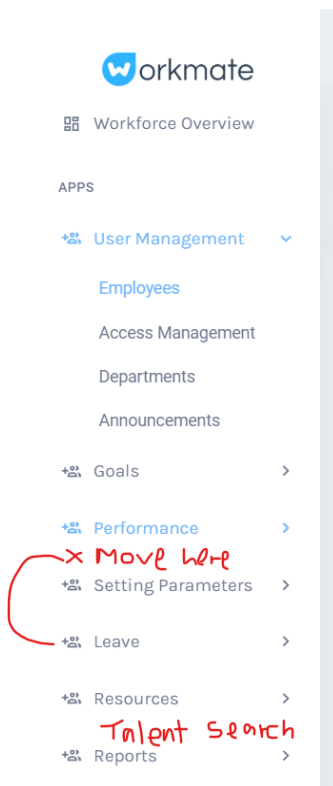 Workmate
Workforce Overview
APPS
User Management
Employees
Access Management
Departments
Announcements
Goals
Performance
x Move here
Setting Parameters
Leave
Resources
Talent Search
Reports